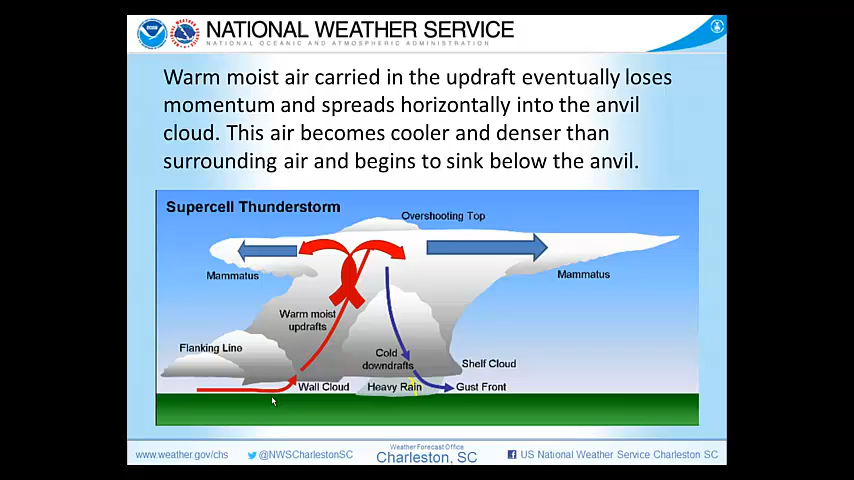 NATIONAL WEATHER SERVICE
NATIONAL OCEANIC AND ATMOSPHERIC ADMINISTRATION
Warm moist air carried in the updraft eventually loses
momentum and spreads horizontally into the anvil
cloud. This air becomes cooler and denser than
surrounding air and begins to sink below the anvil.
Supercell Thunderstorm
Overshooting Top
Mammatus
Mammatus
Warm moist
updrafts
Flanking Line
Cold
downdrafts
Shelf Cloud
Wall Cloud
Heavy Rain
Gust Front
www.weather.gov/chs
@NWSCharlestonSC
Weather Forecast Office
Charleston, SC
US National Weather Service Charleston SC